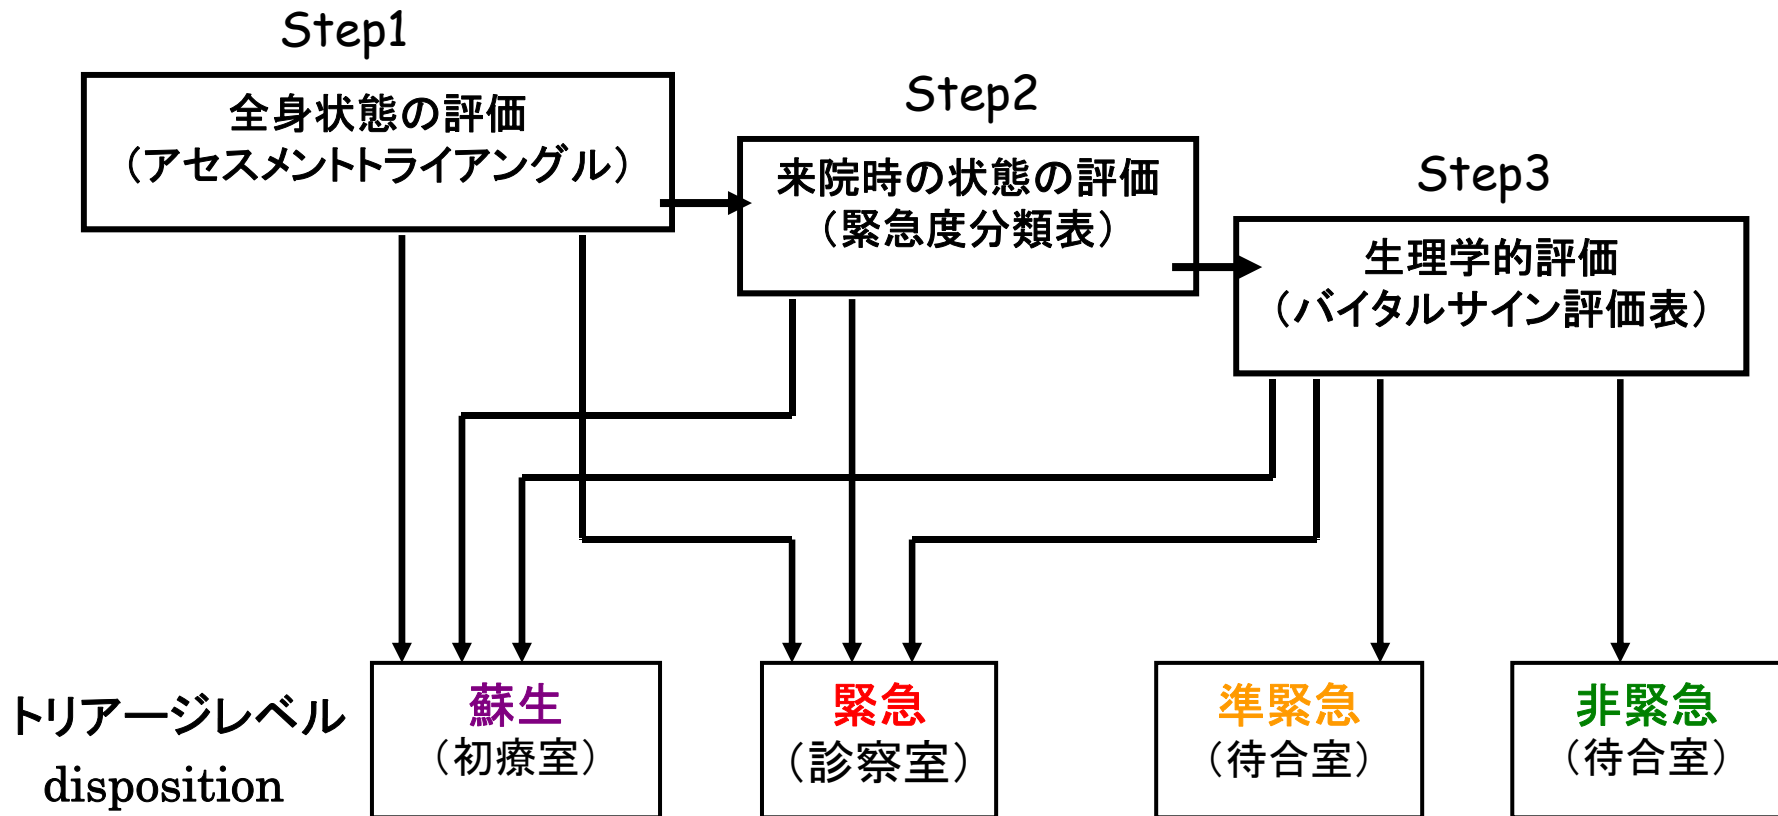 Step1
全身状態の評価
（アセスメントトライアングル）
Step2
来院時の状態の評価
（緊急度分類表）
Step3
生理学的評価
（バイタルサイン評価表）
トリアージレベル
disposition
蘇生
（初療室）
緊急
（診察室）
準緊急
（待合室）
非緊急
（待合室）